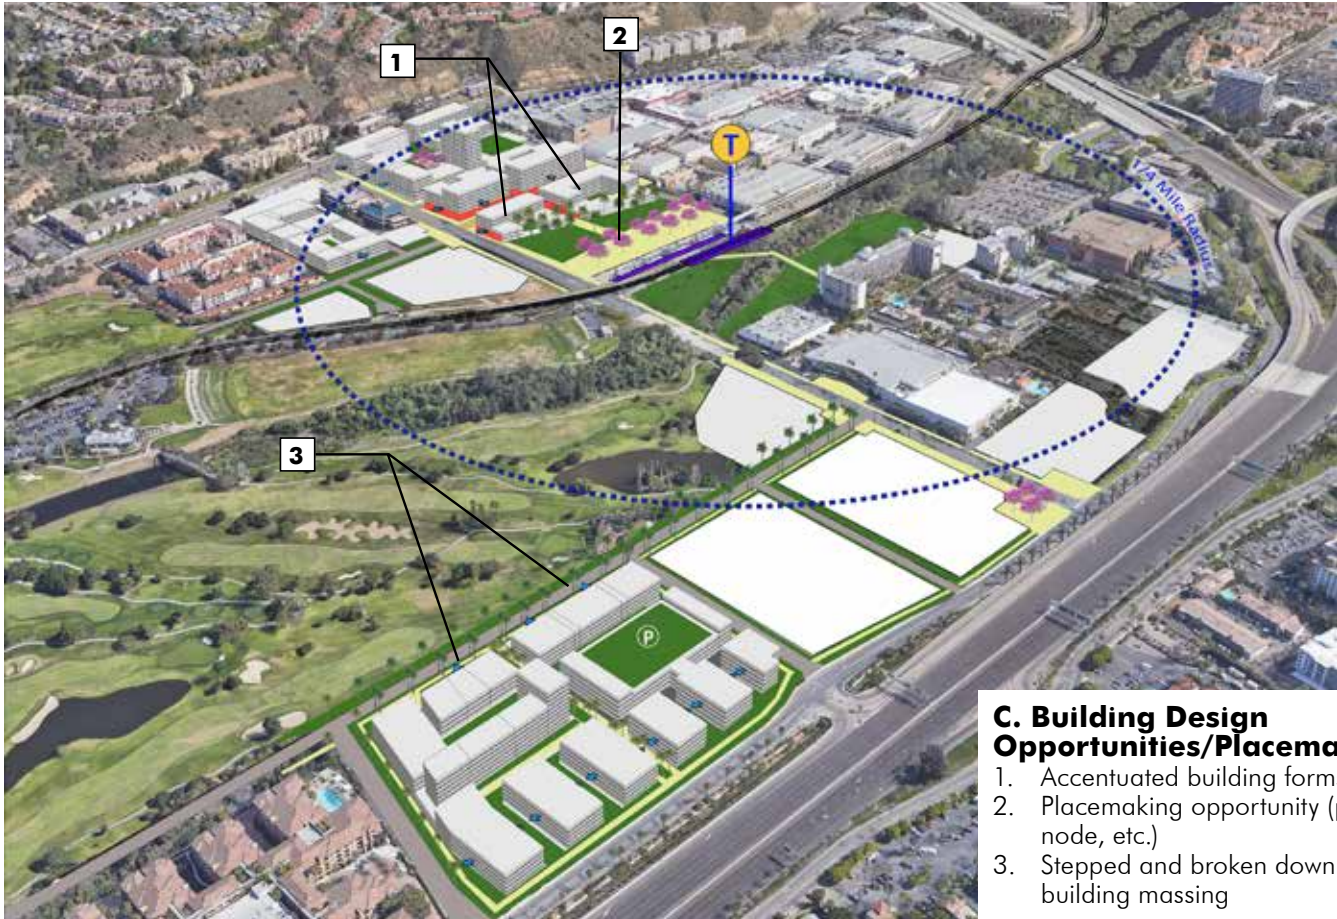 1
2
T
1/4 Mile Radius
3
P
C. Building Design
Opportunities/Placema
1. Accentuated building form
2. Placemaking opportunity (
node, etc.)
3. Stepped and broken down
building massing